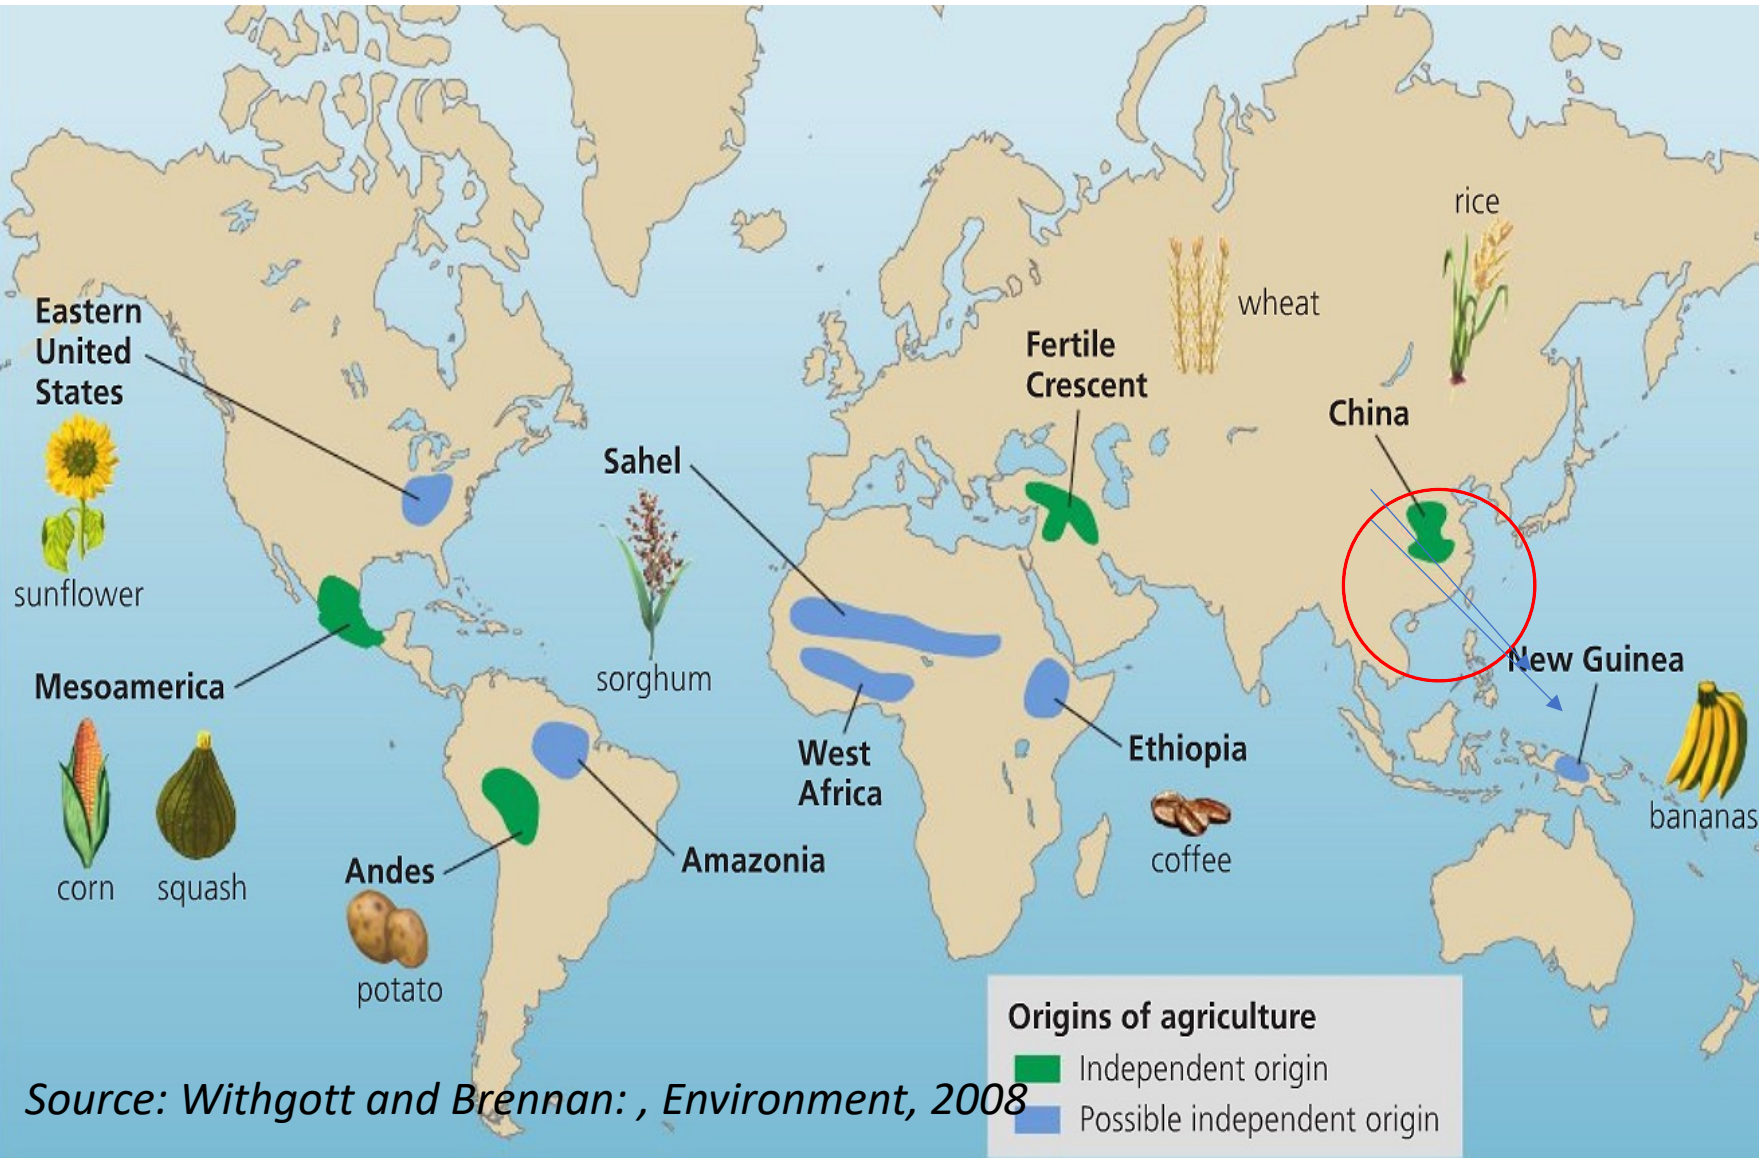 rice
wheat
Eastern
United
States
Fertile
Crescent
China
Sahel
sunflower
sorghum
New Guinea
Mesoamerica
West
Africa
Ethiopia
bananas
corn
squash
Andes
Amazonia
coffee
potato
Origins of agriculture
Independent origin
Possible independent origin
Source: Withgott and Brennan: , Environment, 2008